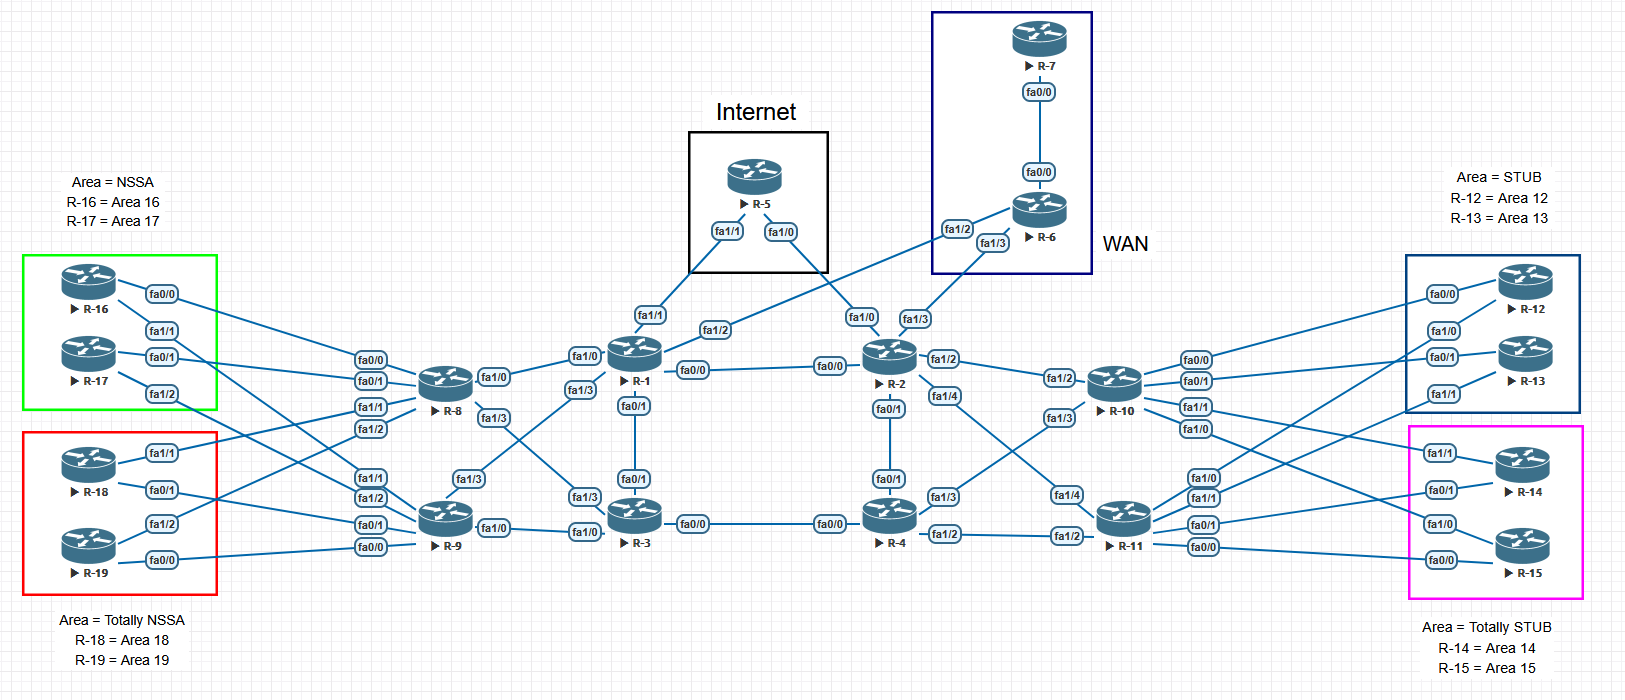 R-7
fa0/0
Internet
fa0/0
Area = NSSA
R-16 = Area 16
R-17 = Area 17
Area = STUB
R-12 = Area 12
R-13 = Area 13
R-5
fa1/1
fa1/0
fa1/2
fa1/3
R-6
WAN
R-16
fa0/0
fa1/1
R-17
fa0/1
fa1/2
fa0/0
fa0/1
fa1/1
fa1/2
R-8
fa1/0
fa1/3
fa1/0
fa1/3
fa1/1
fa1/2
R-1
fa0/0
fa0/1
fa1/0
fa1/3
fa0/0
R-2
fa0/1
fa1/2
fa1/4
fa1/2
fa1/3
R-10
fa0/0
fa0/1
fa1/1
fa1/0
fa0/0
fa1/0
R-12
fa0/1
fa1/1
R-13
R-18
fa1/1
fa0/1
R-19
fa1/2
fa0/0
fa1/1
fa1/2
fa0/1
fa0/0
R-9
fa1/3
fa1/0
fa1/3
fa1/0
fa0/1
R-3
fa0/0
fa0/0
fa0/1
R-4
fa1/3
fa1/2
fa1/4
fa1/2
R-11
fa1/0
fa1/1
fa0/1
fa0/0
fa1/1
fa0/1
R-14
fa1/0
fa0/0
R-15
Area = Totally NSSA
R-18 = Area 18
R-19 = Area 19
Area = Totally STUB
R-14 = Area 14
R-15 = Area 15